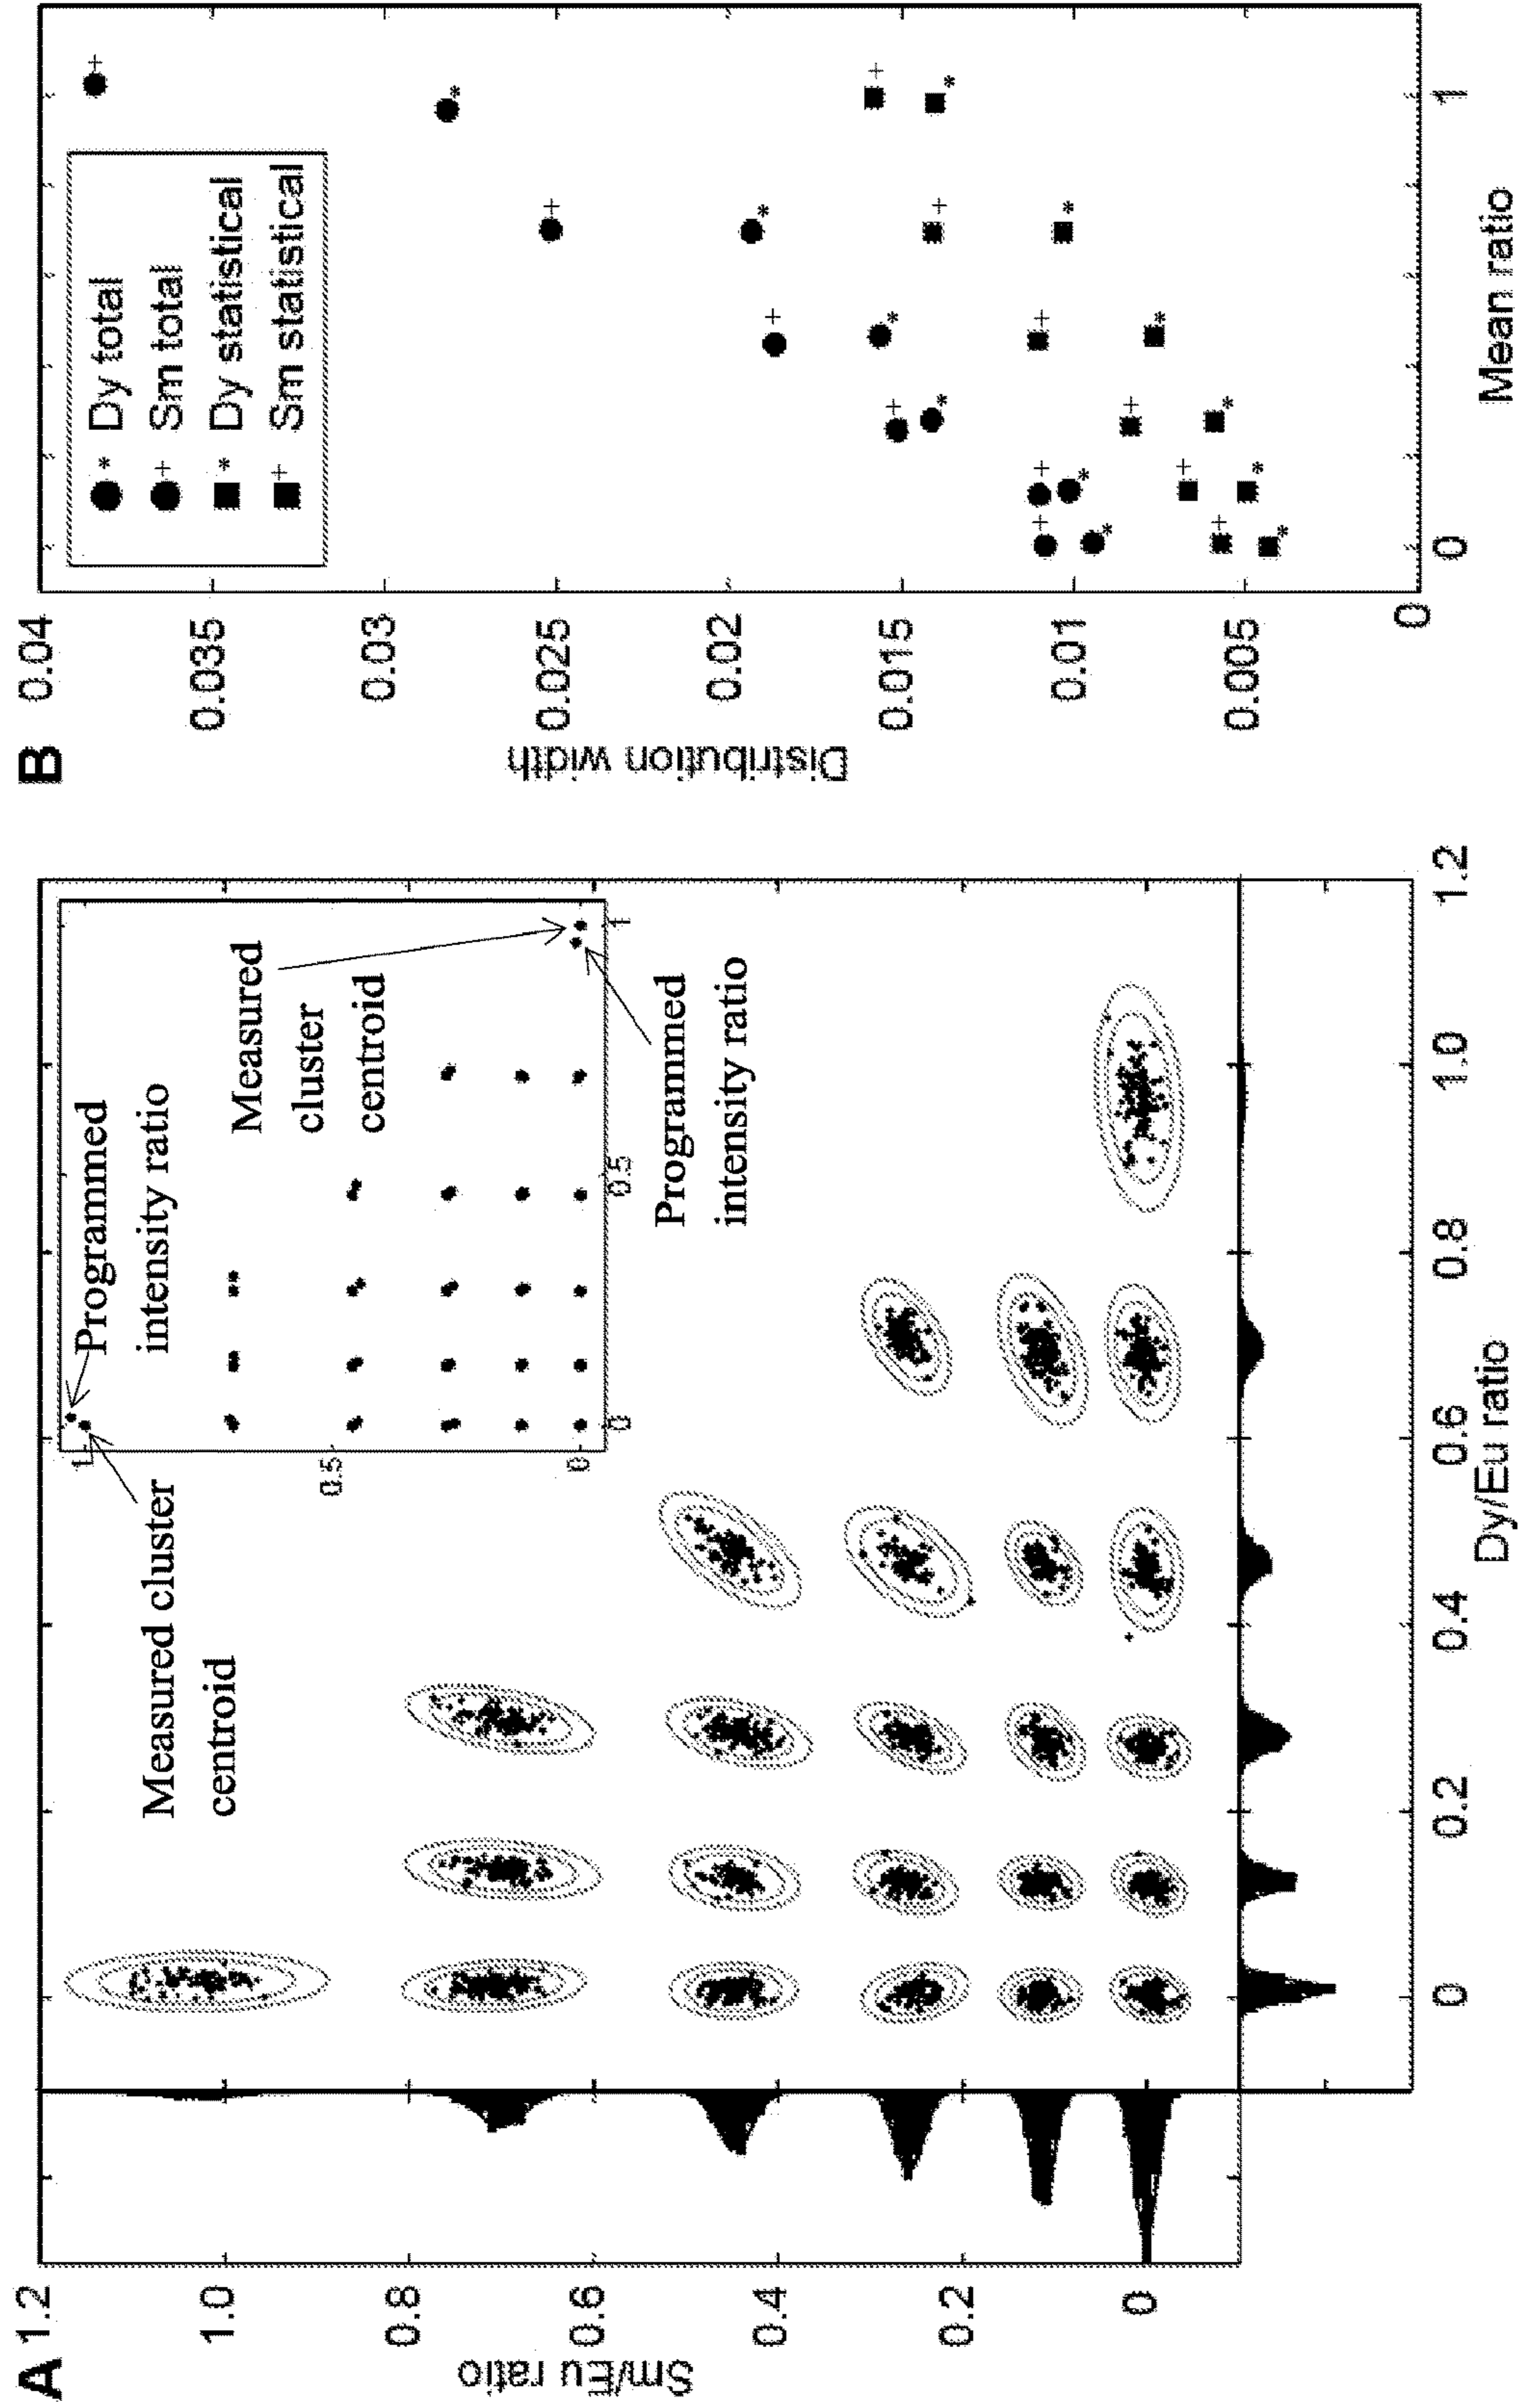 A
1.2
1.0
0.8
0.6
0.4
0.2
0
Sm/Eu ratio
Measured cluster
centroid
Programmed
intensity ratio
1
0.5
0
0
0.5
1
Measured
cluster
centroid
Programmed
intensity ratio
0
0.2
0.4
0.6
0.8
1.0
1.2
Dy/Eu ratio
B
0.04
0.035
0.03
0.025
0.02
0.015
0.01
0.005
0
Distribution width
* Dy total
+ Sm total
* Dy statistical
+ Sm statistical
0
1
Mean ratio